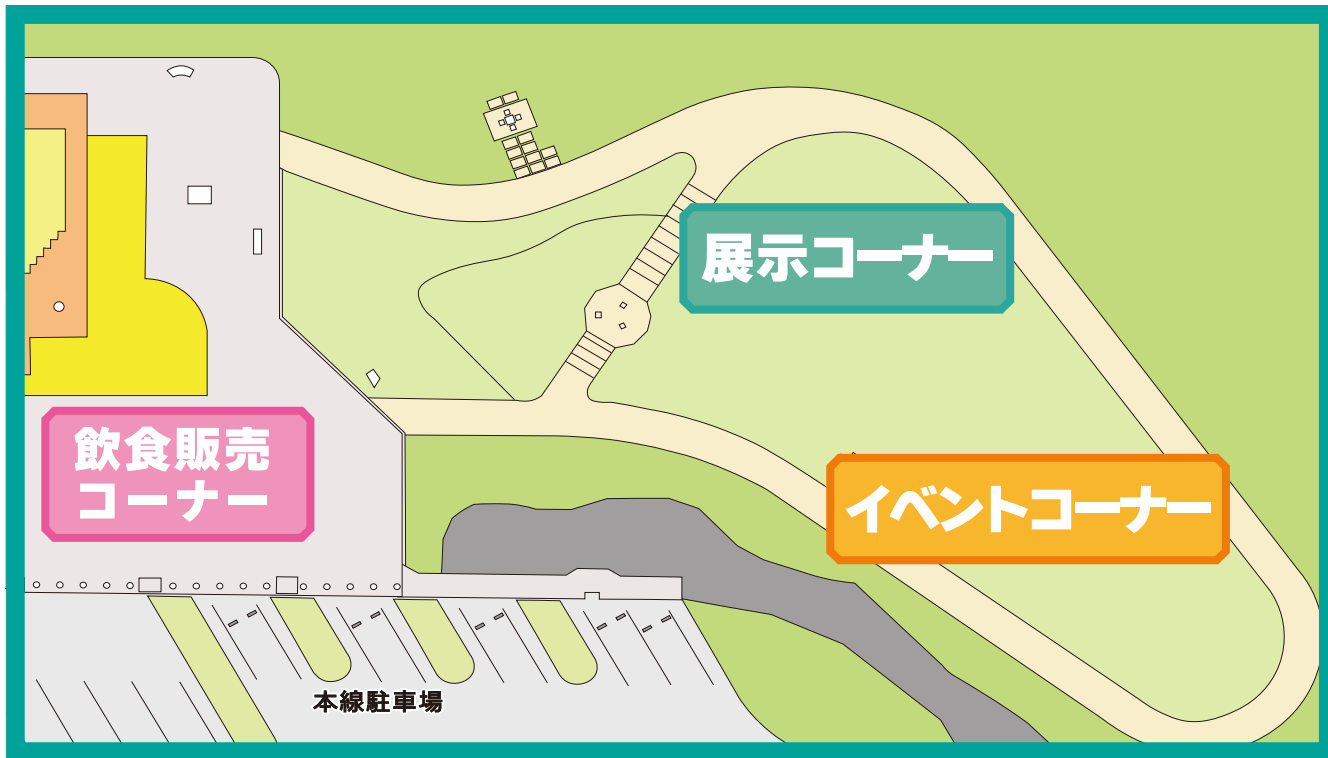 展示コーナー
飲食販売
コーナー
イベントコーナー
本線駐車場